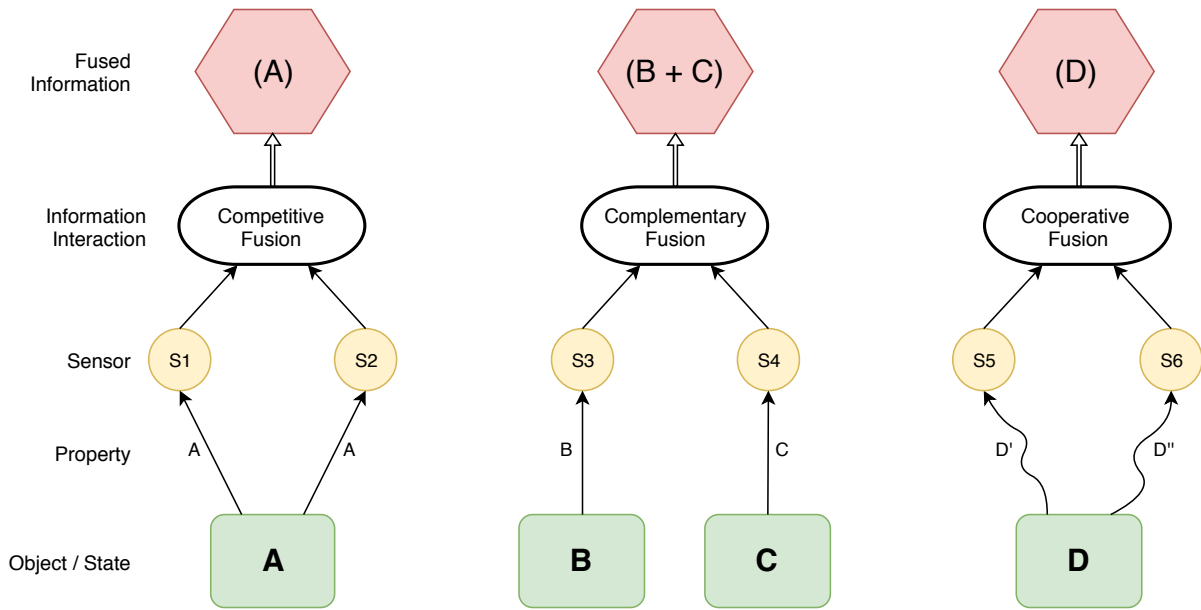 Fused
Information
(A)
(B + C)
(D)
Information
Interaction
Competitive
Fusion
Complementary
Fusion
Cooperative
Fusion
Sensor
S1
S2
S3
S4
S5
S6
Property
A
A
B
C
D'
D''
Object / State
A
B
C
D